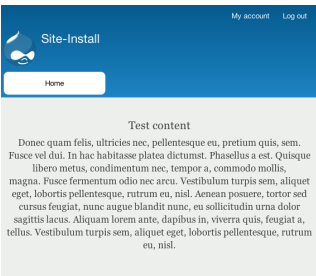 My account Log out
Site-Install
Home
Test content
Donec quam felis, ultricies nec, pellentesque eu, pretium quis, sem.
Fusce vel dui. In hac habitasse platea dictumst. Phasellus a est. Quisque
libero metus, condimentum nec, tempor a, commodo mollis,
magna. Fusce fermentum odio nec arcu. Vestibulum turpis sem, aliquet
eget, lobortis pellentesque, rutrum eu, nisl. Aenean posuere, tortor sed
cursus feugiat, nunc augue blandit nunc, eu sollicitudin urna dolor
sagittis lacus. Aliquam lorem ante, dapibus in, viverra quis, feugiat a,
tellus. Vestibulum turpis sem, aliquet eget, lobortis pellentesque, rutrum
eu, nisl.